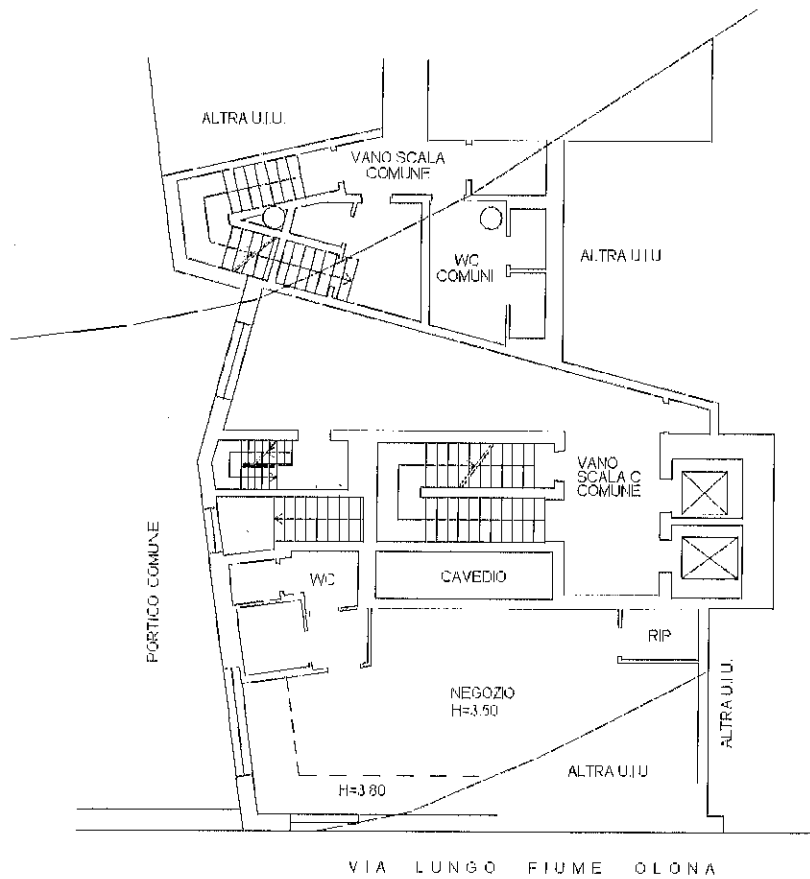 ALTRA U.I.U.
VANO SCALA
COMUNE
WC
COMUNI
ALTRA U.I.U
VANO
SCALA C
COMUNE
PORTICO COMUNE
WC
CAVEDIO
RIP
NEGOZIO
H=3.50
ALTRA U.I.U.
ALTRA U.I.U
H=3.80
VIA LUNGO FIUME OLONA